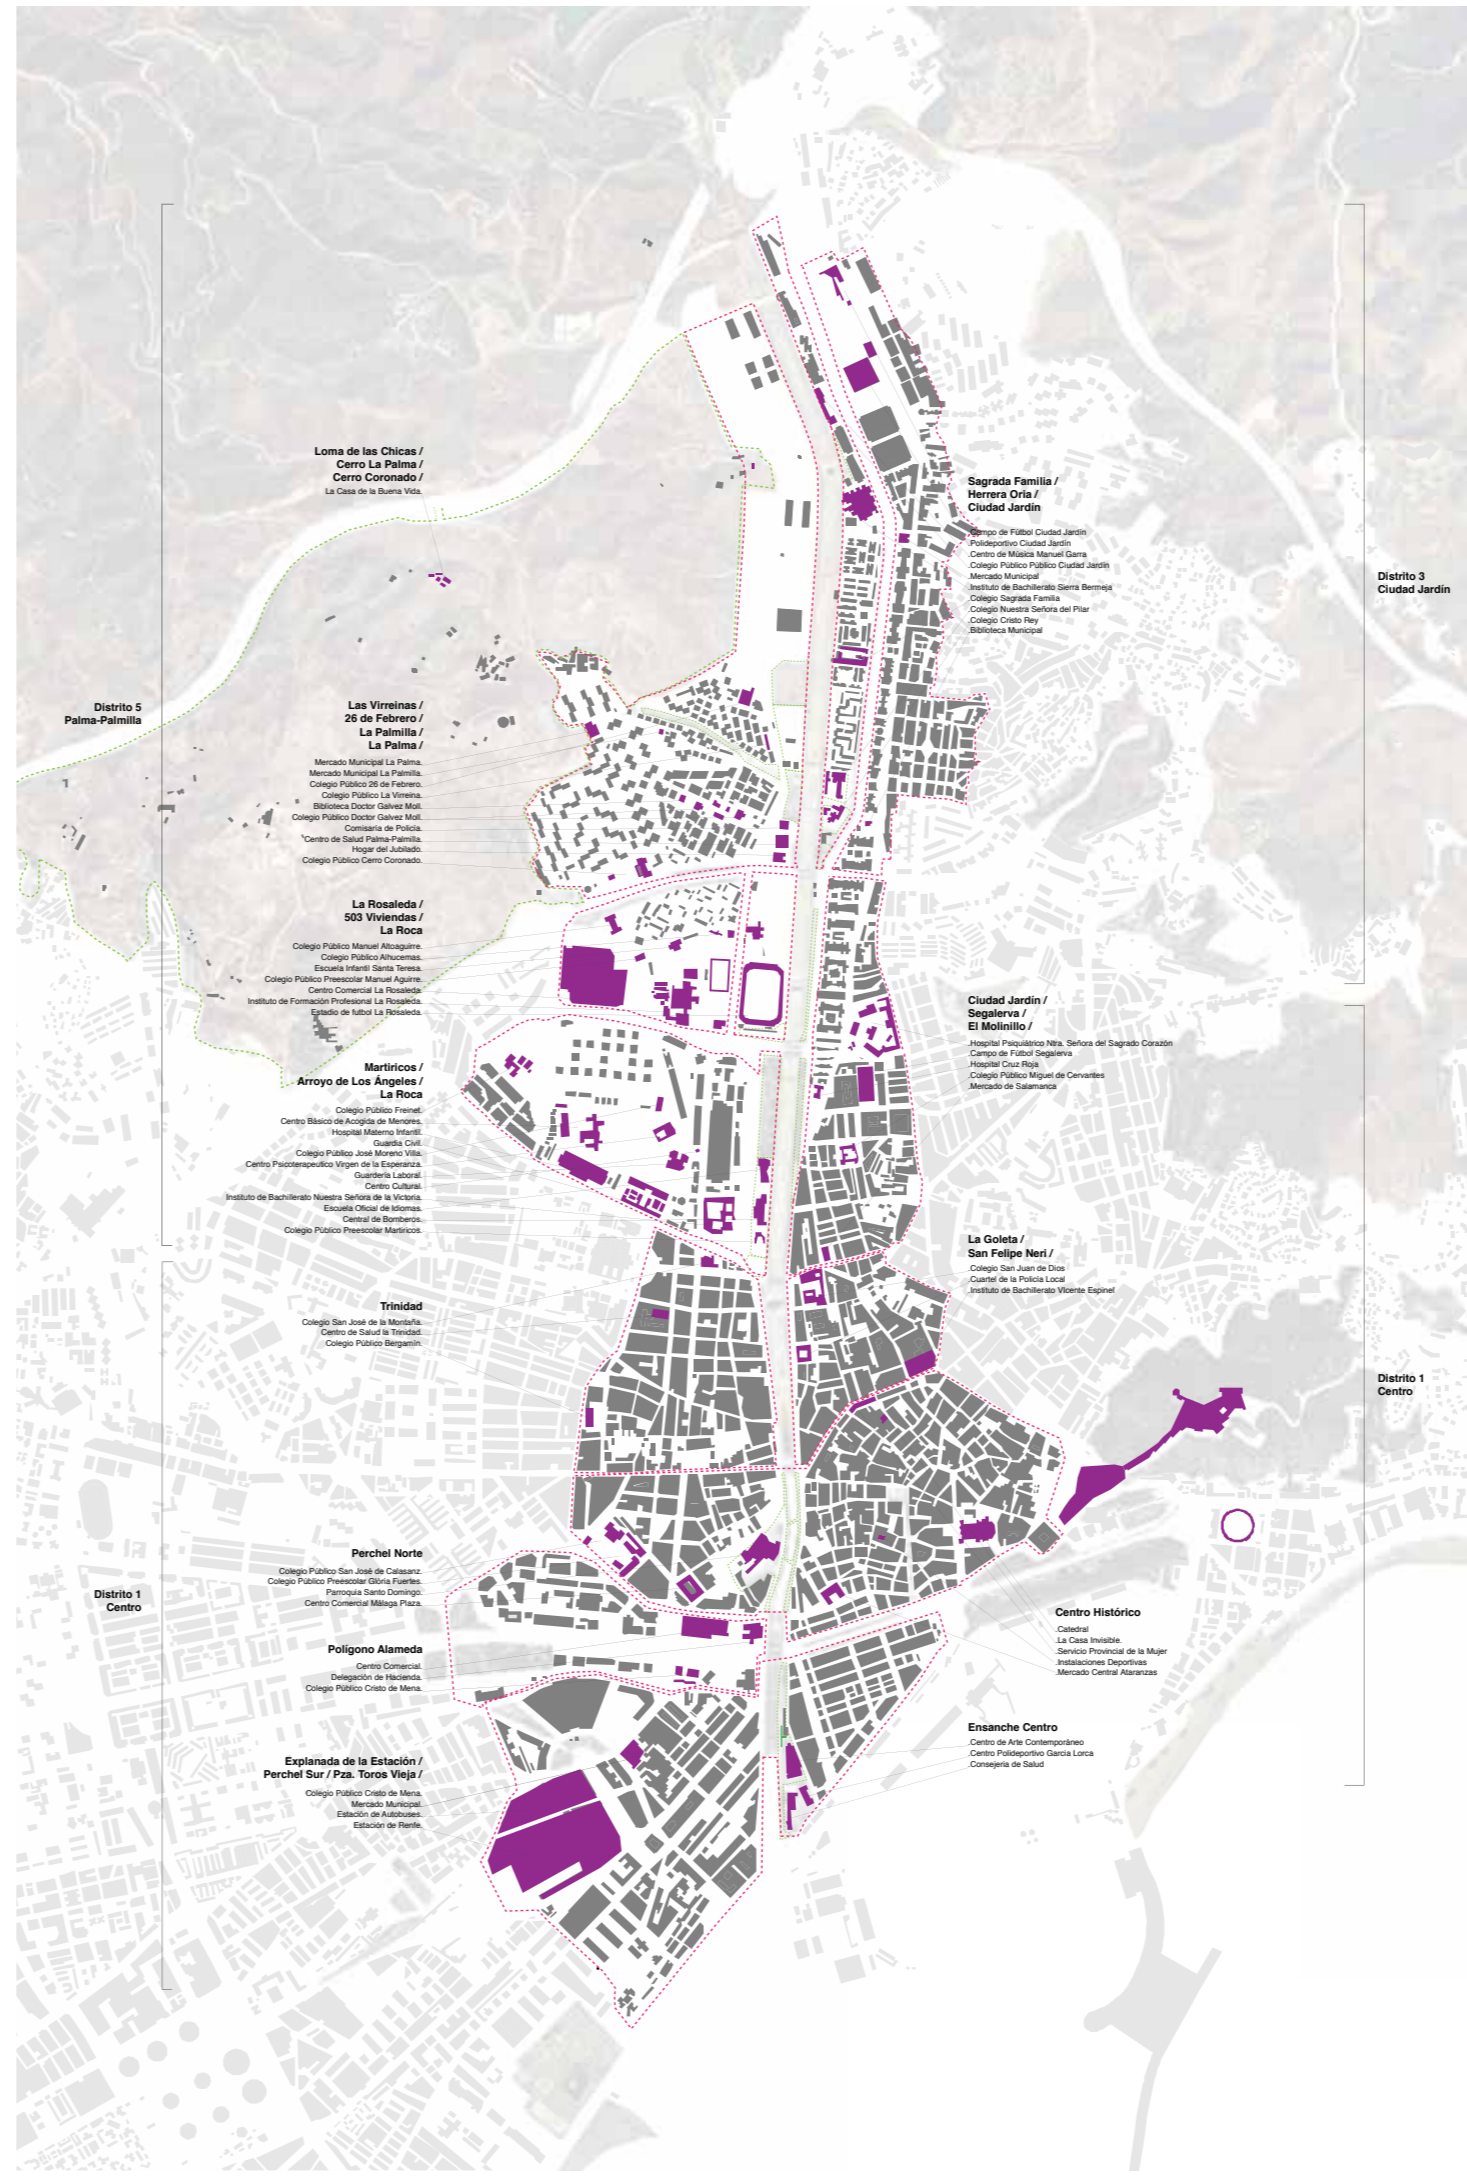 Loma de las Chicas /
Cerro La Palma /
Cerro Coronado /
La Casa de la Buena Vida.
Distrito 5
Palma-Palmilla
Las Virreinas /
26 de Febrero /
La Palmilla /
La Palma /
Mercado Municipal La Palma.
Mercado Municipal La Palmilla.
Colegio Público 26 de Febrero.
Colegio Público La Virreina.
Biblioteca Doctor Galvez Moll.
Colegio Público Doctor Galvez Moll.
Comisaría de Policia.
Centro de Salud Palma-Palmilla.
Hogar del Jubilado.
Colegio Público Cerro Coronado.
La Rosaleda /
503 Viviendas /
La Roca
Colegio Público Manuel Altoaguirre.
Colegio Público Alhucemas.
Escuela Infantil Santa Teresa.
Colegio Público Preescolar Manuel Aguirre.
Centro Comercial La Rosaleda.
Instituto de Formación Profesional La Rosaleda.
Estadio de futbol La Rosaleda.
Martiricos /
Arroyo de Los Ángeles /
La Roca
Colegio Público Freinet.
Centro Básico de Acogida de Menores.
Hospital Materno Infantil.
Guardia Civil.
Colegio Público José Moreno Villa.
Centro Psicoterapeutico Virgen de la Esperanza.
Guardería Laboral.
Centro Cultural.
Instituto de Bachillerato Nuestra Señora de la Victoria.
Escuela Oficial de Idiomas.
Central de Bomberos.
Colegio Público Preescolar Martiricos.
Trinidad
Colegio San José de la Montaña.
Centro de Salud la Trinidad.
Colegio Público Bergamín.
Distrito 1
Centro
Perchel Norte
Colegio Público San José de Calasanz.
Colegio Público Preescolar Glória Fuertes.
Parroquia Santo Domingo.
Centro Comercial Málaga Plaza.
Polígono Alameda
Centro Comercial.
Delegación de Hacienda.
Colegio Público Cristo de Mena.
Explanada de la Estación /
Perchel Sur / Pza. Toros Vieja /
Colegio Público Cristo de Mena.
Mercado Municipal.
Estación de Autobuses.
Estación de Renfe.
Sagrada Familia /
Herrera Oria /
Ciudad Jardín
.Campo de Fútbol Ciudad Jardín
.Polideportivo Ciudad Jardín
.Centro de Música Manuel Garra
.Colegio Público Público Ciudad Jardín
.Mercado Municipal
.Instituto de Bachillerato Sierra Bermeja
.Colegio Sagrada Familia
.Colegio Nuestra Señora del Pilar
.Colegio Cristo Rey
.Biblioteca Municipal
Distrito 3
Ciudad Jardín
Ciudad Jardín /
Segalerva /
El Molinillo /
.Hospital Psiquiátrico Ntra. Señora del Sagrado Corazón
.Campo de Fútbol Segalerva
.Hospital Cruz Roja
.Colegio Público Miguel de Cervantes
.Mercado de Salamanca
La Goleta /
San Felipe Neri /
.Colegio San Juan de Dios
.Cuartel de la Policía Local
.Instituto de Bachillerato VIcente Espinel
Distrito 1
Centro
Centro Histórico
.Catedral
.La Casa Invisible.
.Servicio Provincial de la Mujer
.Instalaciones Deportivas
.Mercado Central Ataranzas
Ensanche Centro
.Centro de Arte Contemporáneo
.Centro Polideportivo Garcia Lorca
.Consejería de Salud